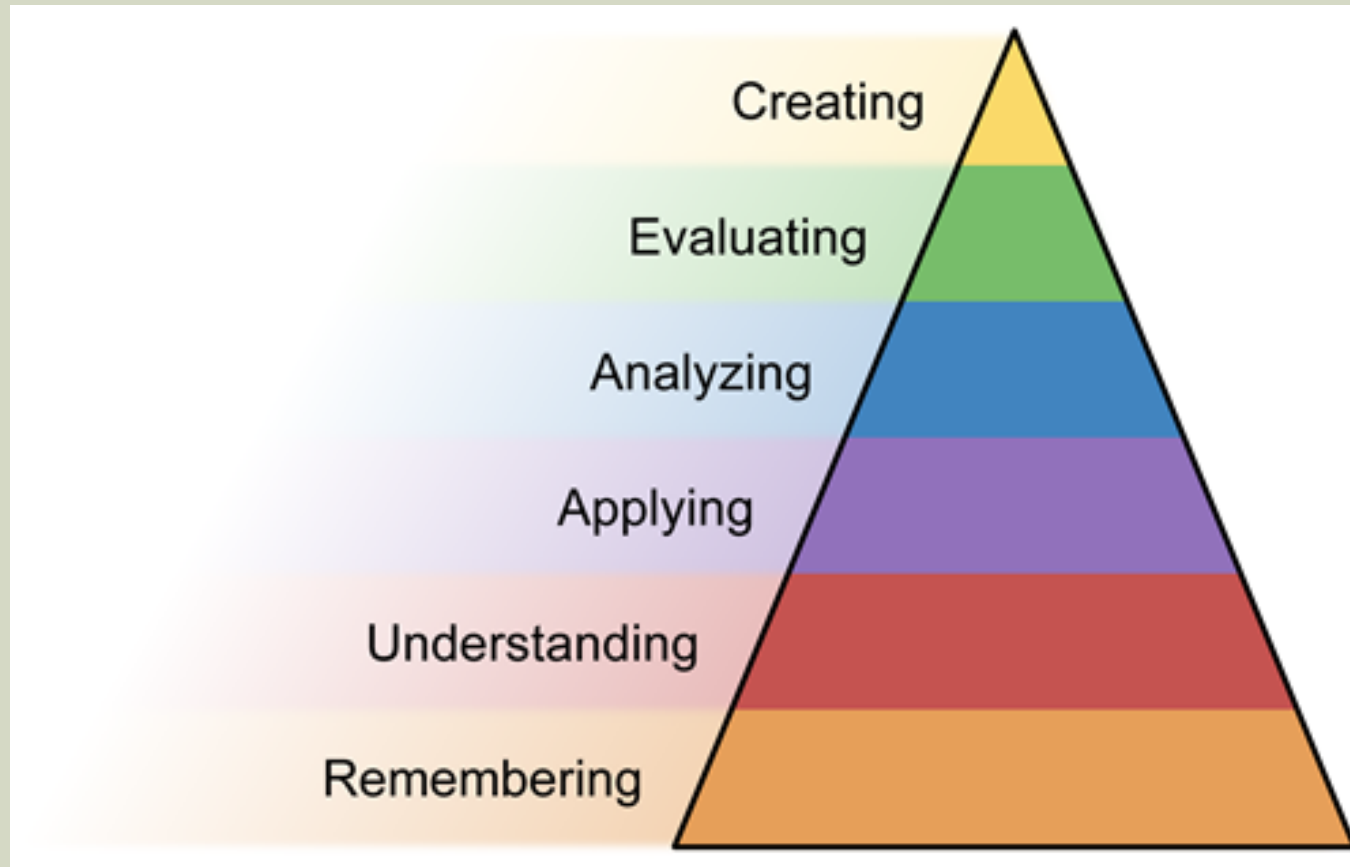 Creating
Evaluating
Analyzing
Applying
Understanding
Remembering